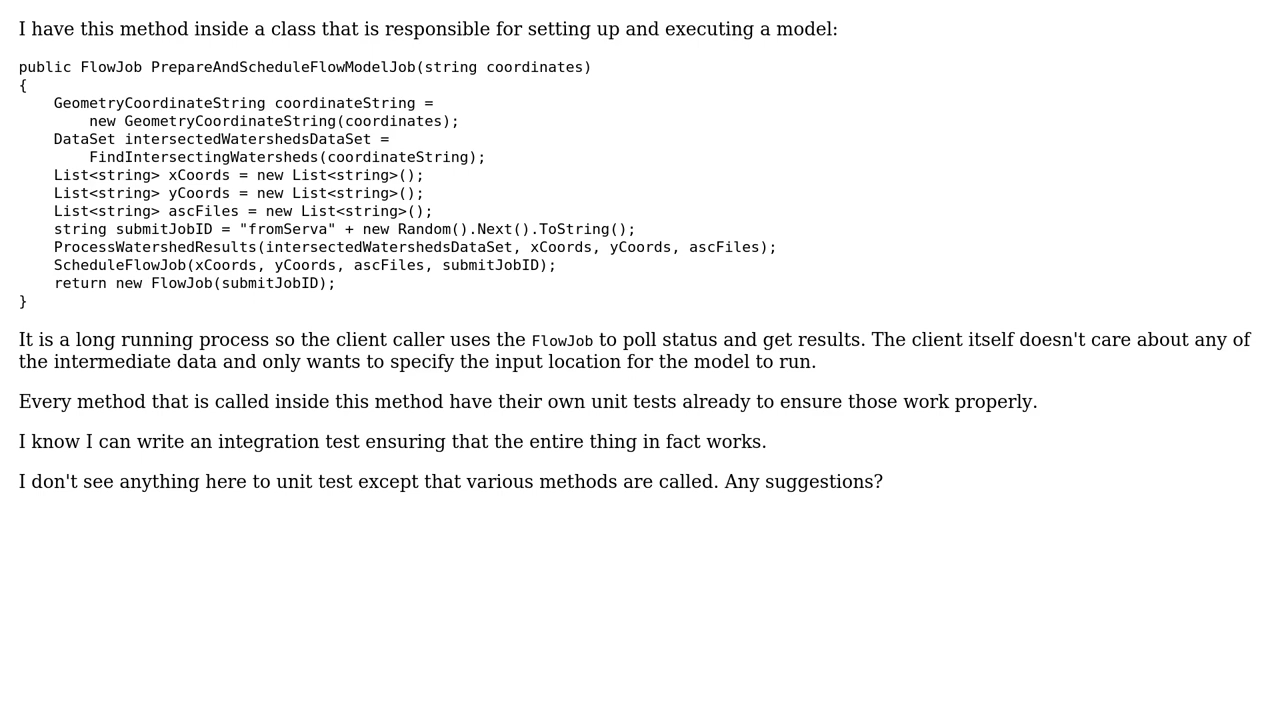 I have this method inside a class that is responsible for setting up and executing a model:
public FlowJob PrepareAndScheduleFlowModelJob(string coordinates)
{
    GeometryCoordinateString coordinateString =
        new GeometryCoordinateString(coordinates);
    DataSet intersectedWatershedsDataSet =
        FindIntersectingWatersheds(coordinateString);
    List<string> xCoords = new List<string>();
    List<string> yCoords = new List<string>();
    List<string> ascFiles = new List<string>();
    string submitJobID = "fromServa" + new Random().Next().ToString();
    ProcessWatershedResults(intersectedWatershedsDataSet, xCoords, yCoords, ascFiles);
    ScheduleFlowJob(xCoords, yCoords, ascFiles, submitJobID);
    return new FlowJob(submitJobID);
}
It is a long running process so the client caller uses the FlowJob to poll status and get results. The client itself doesn't care about any of
the intermediate data and only wants to specify the input location for the model to run.
Every method that is called inside this method have their own unit tests already to ensure those work properly.
I know I can write an integration test ensuring that the entire thing in fact works.
I don't see anything here to unit test except that various methods are called. Any suggestions?